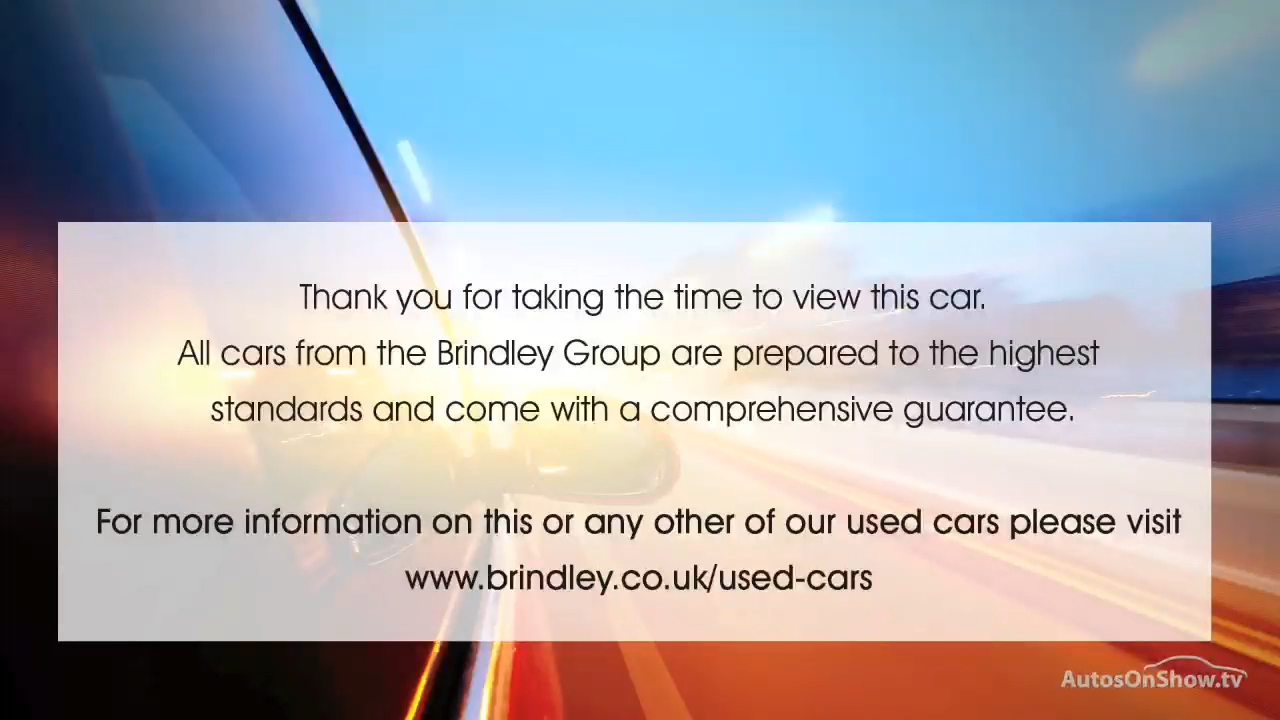 Thank you for taking the time to view this car.
All cars from the Brindley Group are prepared to the highest
standards and come with a comprehensive guarantee.
For more information on this or any other of our used cars please visit
www.brindley.co.uk/used-cars
AutosOnShow.tv